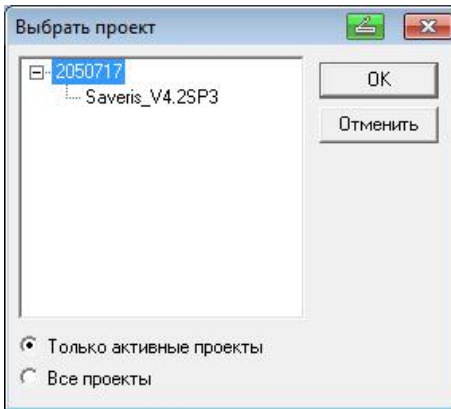 Выбрать проект
2050717
Saveris_V4.2SP3
OK
Отменить
Только активные проекты
Все проекты